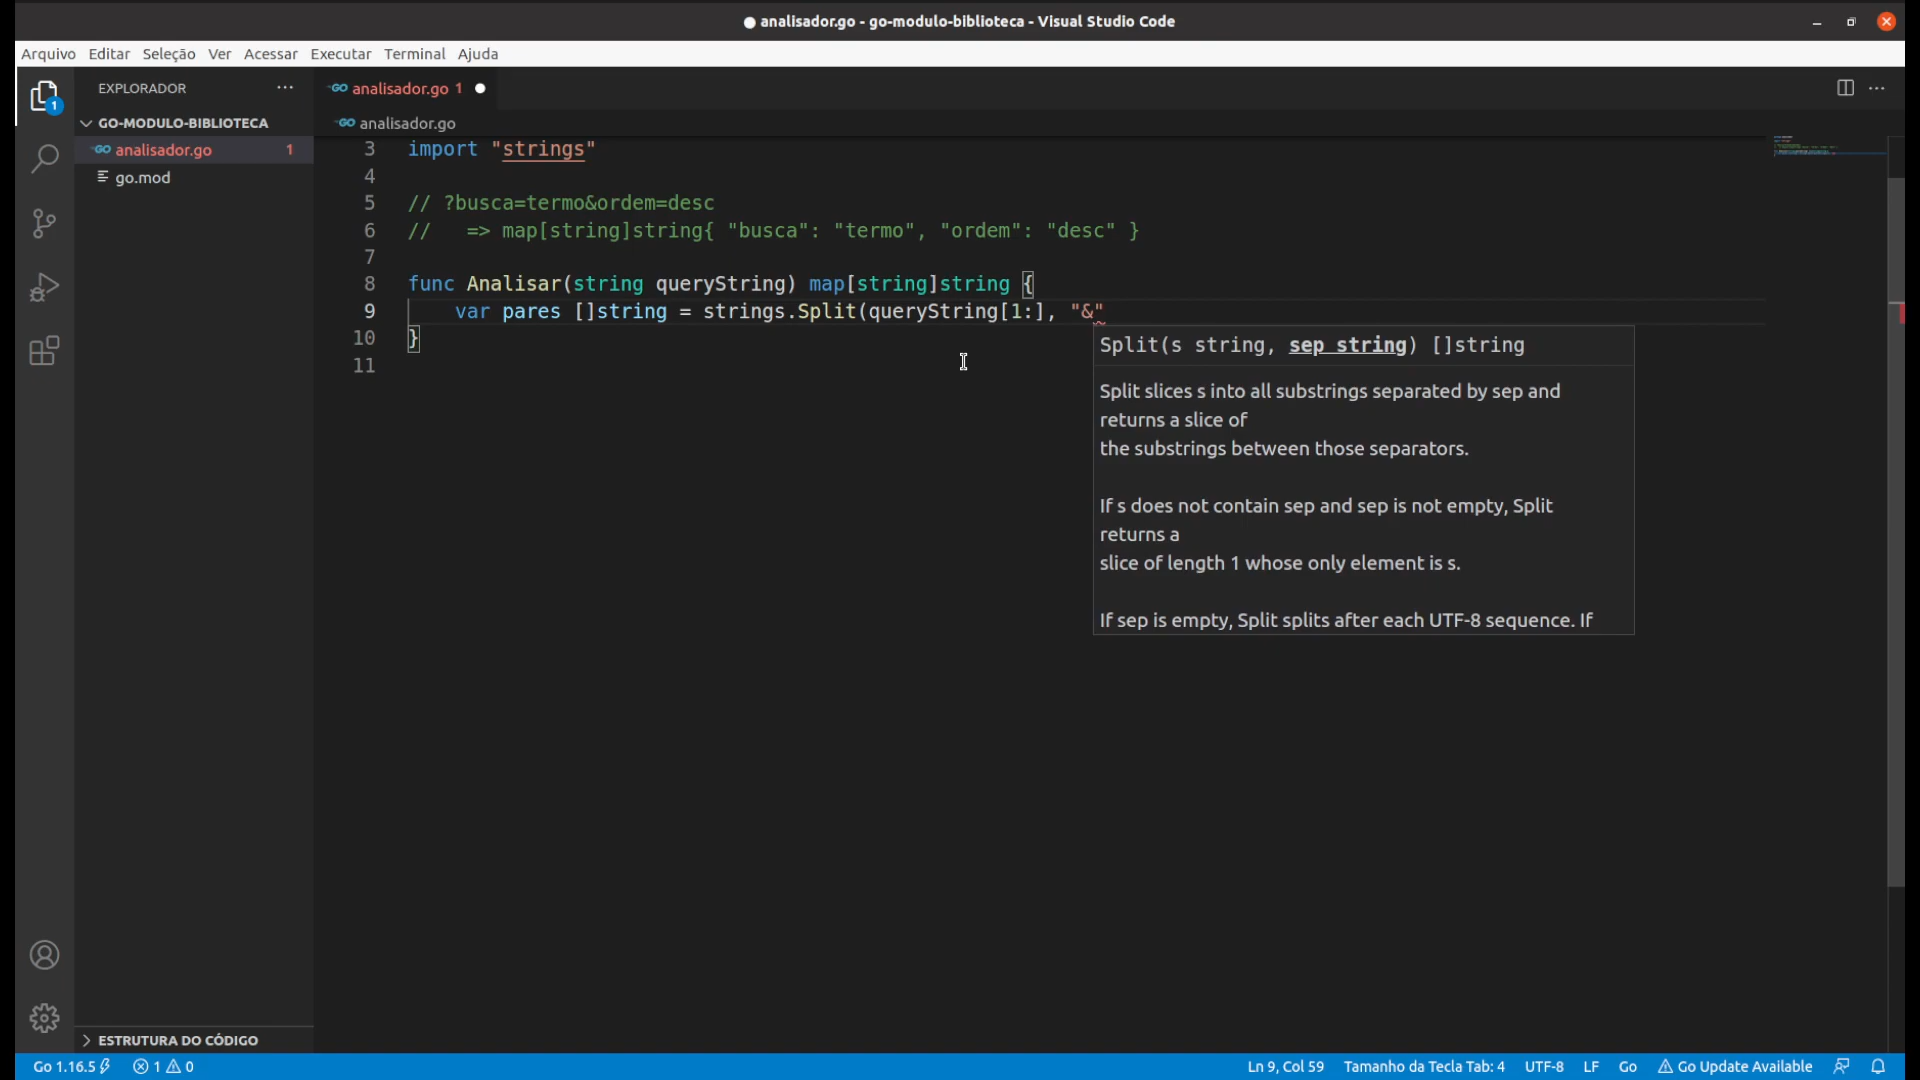 ● analisador.go - go-modulo-biblioteca - Visual Studio Code
Arquivo Editar Seleção Ver Acessar Executar Terminal Ajuda
EXPLORADOR
GO-MODULO-BIBLIOTECA
GO analisador.go 1
go.mod
GO analisador.go 1 ●
GO analisador.go
3 import "strings"
4
5 // ?busca=termo&ordem=desc
6 //   => map[string]string{ "busca": "termo", "ordem": "desc" }
7
8 func Analisar(string queryString) map[string]string {
9     var pares []string = strings.Split(queryString[1:], "&"
10 }
11
Split(s string, sep string) []string
Split slices s into all substrings separated by sep and
returns a slice of
the substrings between those separators.
If s does not contain sep and sep is not empty, Split
returns a
slice of length 1 whose only element is s.
If sep is empty, Split splits after each UTF-8 sequence. If
1
ESTRUTURA DO CÓDIGO
Go 1.16.5 1 0 Ln 9, Col 59 Tamanho da Tecla Tab: 4 UTF-8 LF Go Go Update Available